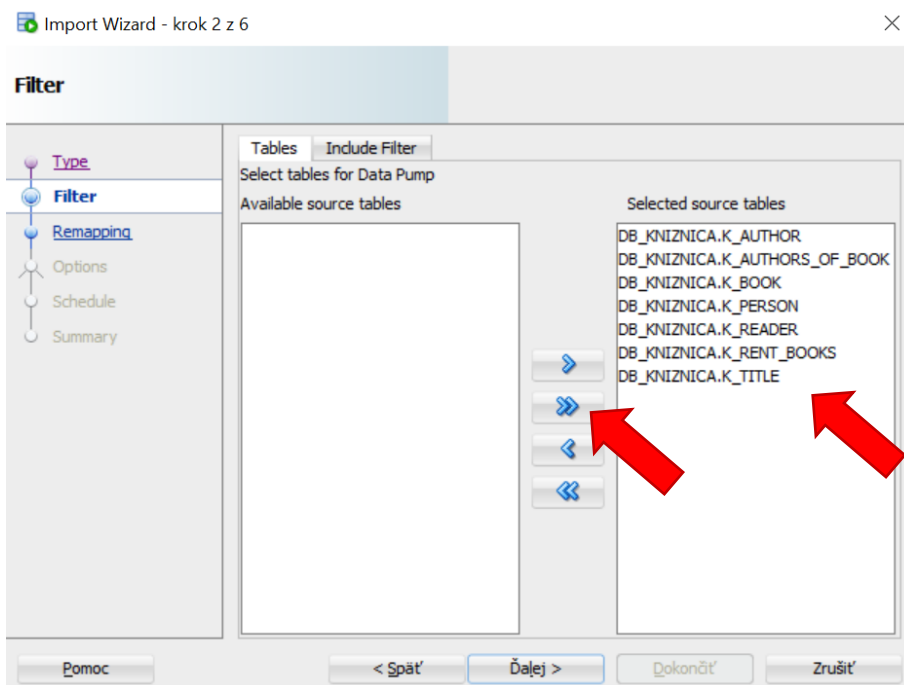 Import Wizard - krok 2 z 6
Filter
Type
Filter
Remapping
Options
Schedule
Summary
Tables Include Filter
Select tables for Data Pump
Available source tables
Selected source tables
DB_KNIZNICA.K_AUTHOR
DB_KNIZNICA.K_AUTHORS_OF_BOOK
DB_KNIZNICA.K_BOOK
DB_KNIZNICA.K_PERSON
DB_KNIZNICA.K_READER
DB_KNIZNICA.K_RENT_BOOKS
DB_KNIZNICA.K_TITLE
Pomoc < Späť Ďalej > Dokončiť Zrušiť